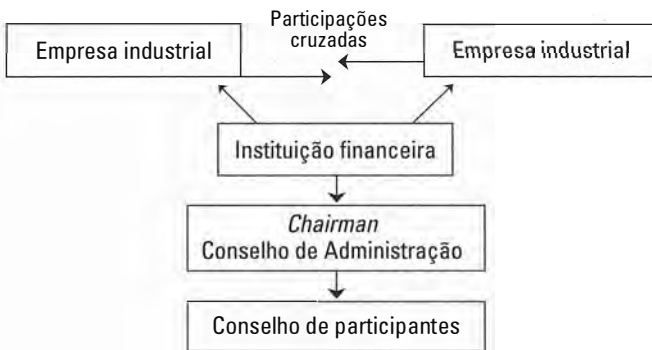 Participações
cruzadas
Empresa industrial
Empresa industrial
Instituição financeira
Chairman
Conselho de Administração
Conselho de participantes